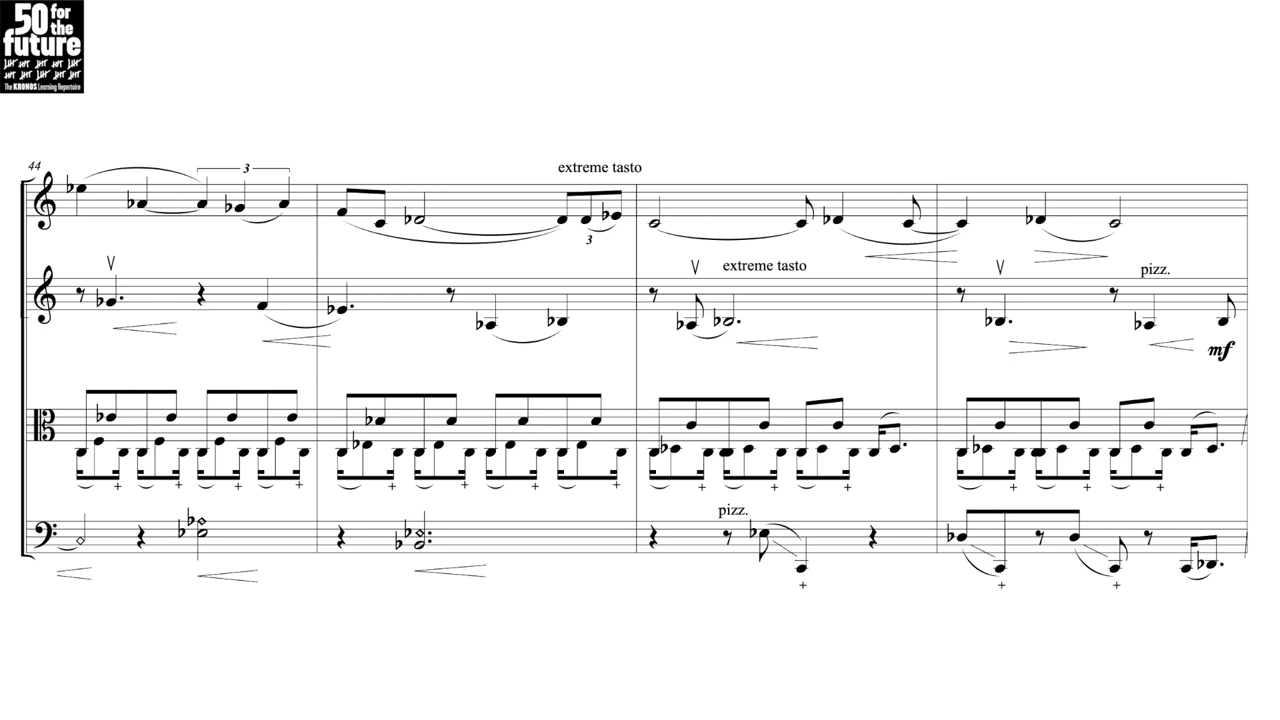 50 for
the
future
The KRONOS Learning Repertoire
44
3
extreme tasto
3
extreme tasto
pizz.
mf
pizz.